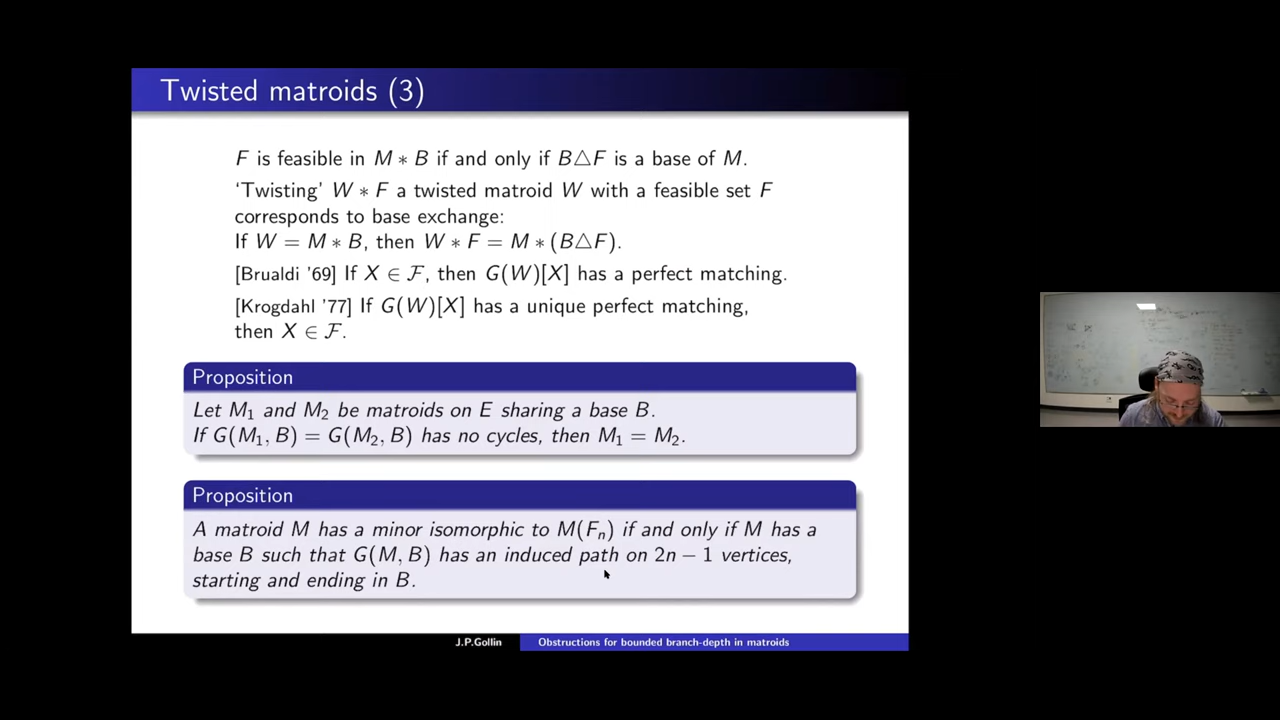 Twisted matroids (3)
F is feasible in M ∗ B if and only if B△F is a base of M.
‘Twisting’ W ∗ F a twisted matroid W with a feasible set F
corresponds to base exchange:
If W = M ∗ B, then W ∗ F = M ∗ (B△F).
[Brualdi ’69] If X ∈ ℱ, then G(W)[X] has a perfect matching.
[Krogdahl ’77] If G(W)[X] has a unique perfect matching,
then X ∈ ℱ.
Proposition
Let M₁ and M₂ be matroids on E sharing a base B.
If G(M₁, B) = G(M₂, B) has no cycles, then M₁ = M₂.
Proposition
A matroid M has a minor isomorphic to M(Fₙ) if and only if M has a
base B such that G(M, B) has an induced path on 2n − 1 vertices,
starting and ending in B.
J.P.Gollin Obstructions for bounded branch-depth in matroids